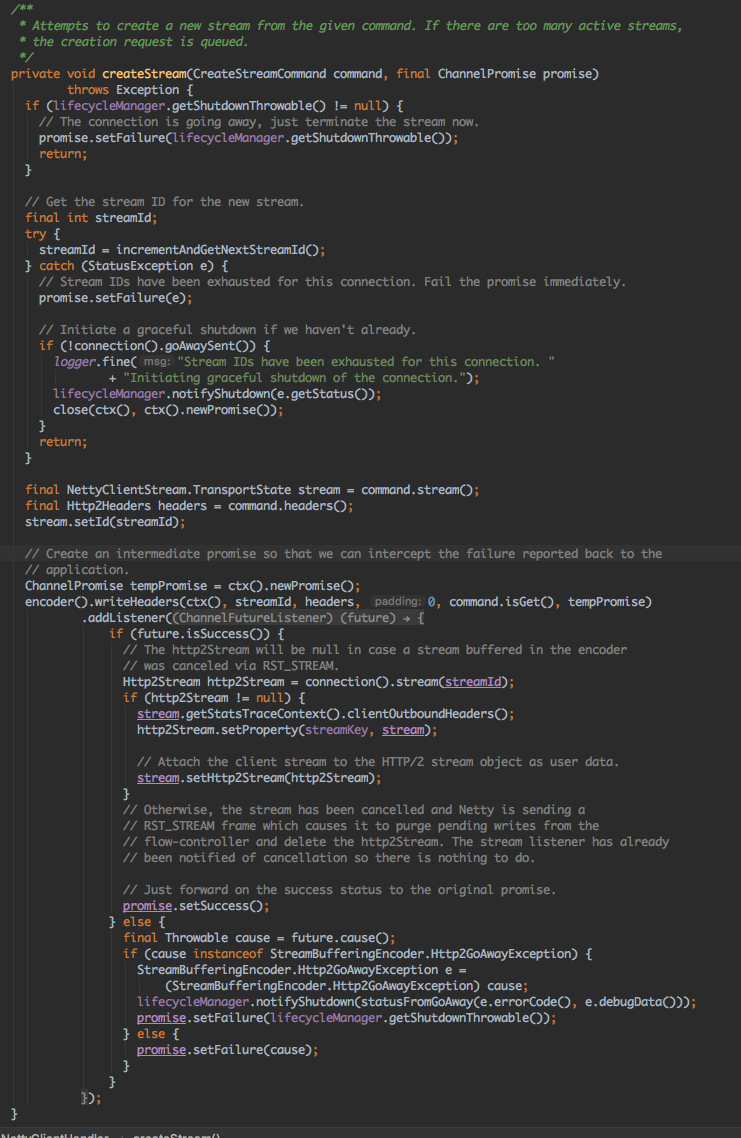 /**
 * Attempts to create a new stream from the given command. If there are too many active streams,
 * the creation request is queued.
 */
private void createStream(CreateStreamCommand command, final ChannelPromise promise)
        throws Exception {
  if (lifecycleManager.getShutdownThrowable() != null) {
    // The connection is going away, just terminate the stream now.
    promise.setFailure(lifecycleManager.getShutdownThrowable());
    return;
  }

  // Get the stream ID for the new stream.
  final int streamId;
  try {
    streamId = incrementAndGetNextStreamId();
  } catch (StatusException e) {
    // Stream IDs have been exhausted for this connection. Fail the promise immediately.
    promise.setFailure(e);

    // Initiate a graceful shutdown if we haven't already.
    if (!connection().goAwaySent()) {
      logger.fine( msg: "Stream IDs have been exhausted for this connection. "
              + "Initiating graceful shutdown of the connection.");
      lifecycleManager.notifyShutdown(e.getStatus());
      close(ctx(), ctx().newPromise());
    }
    return;
  }

  final NettyClientStream.TransportState stream = command.stream();
  final Http2Headers headers = command.headers();
  stream.setId(streamId);

  // Create an intermediate promise so that we can intercept the failure reported back to the
  // application.
  ChannelPromise tempPromise = ctx().newPromise();
  encoder().writeHeaders(ctx(), streamId, headers, padding: 0, command.isGet(), tempPromise)
          .addListener((ChannelFutureListener) (future) → {
              if (future.isSuccess()) {
                // The http2Stream will be null in case a stream buffered in the encoder
                // was canceled via RST_STREAM.
                Http2Stream http2Stream = connection().stream(streamId);
                if (http2Stream != null) {
                  stream.getStatsTraceContext().clientOutboundHeaders();
                  http2Stream.setProperty(streamKey, stream);

                  // Attach the client stream to the HTTP/2 stream object as user data.
                  stream.setHttp2Stream(http2Stream);
                }
                // Otherwise, the stream has been cancelled and Netty is sending a
                // RST_STREAM frame which causes it to purge pending writes from the
                // flow-controller and delete the http2Stream. The stream listener has already
                // been notified of cancellation so there is nothing to do.

                // Just forward on the success status to the original promise.
                promise.setSuccess();
              } else {
                final Throwable cause = future.cause();
                if (cause instanceof StreamBufferingEncoder.Http2GoAwayException) {
                  StreamBufferingEncoder.Http2GoAwayException e =
                      (StreamBufferingEncoder.Http2GoAwayException) cause;
                  lifecycleManager.notifyShutdown(statusFromGoAway(e.errorCode(), e.debugData()));
                  promise.setFailure(lifecycleManager.getShutdownThrowable());
                } else {
                  promise.setFailure(cause);
                }
              }
          });
}
NettyClientHandler createStream()